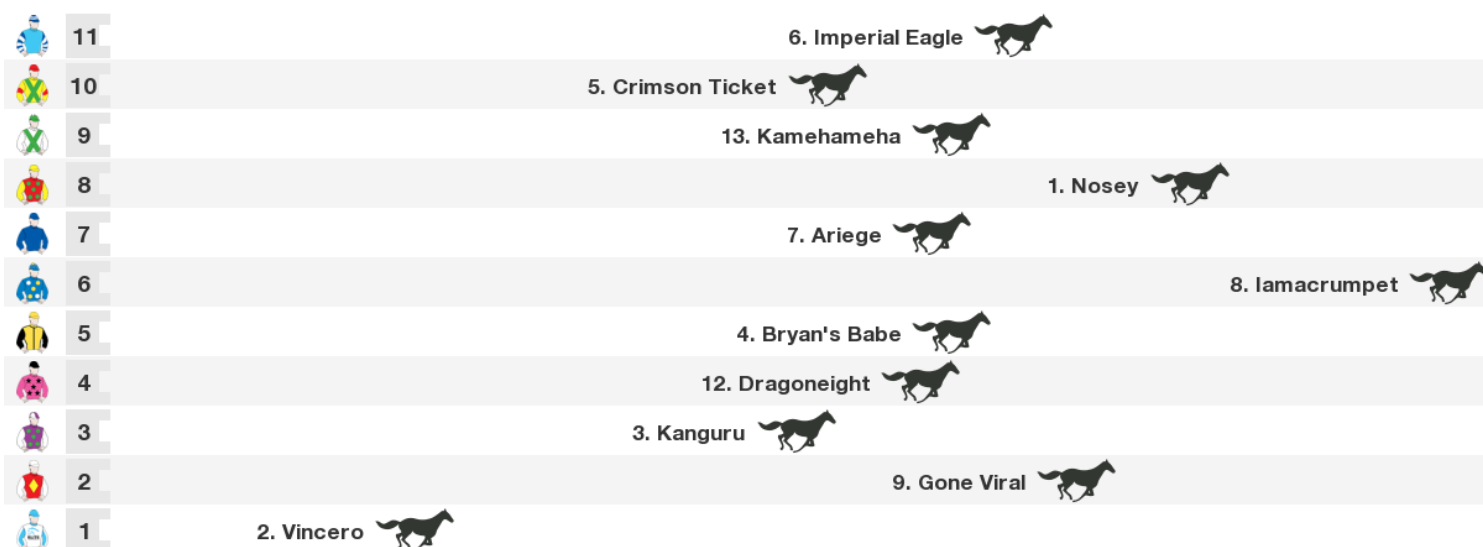 11 6. Imperial Eagle
10 5. Crimson Ticket
9 13. Kamehameha
8 1. Nosey
7 7. Ariege
6 8. Iamacrumpet
5 4. Bryan's Babe
4 12. Dragoneight
3 3. Kanguru
2 9. Gone Viral
1 2. Vincero